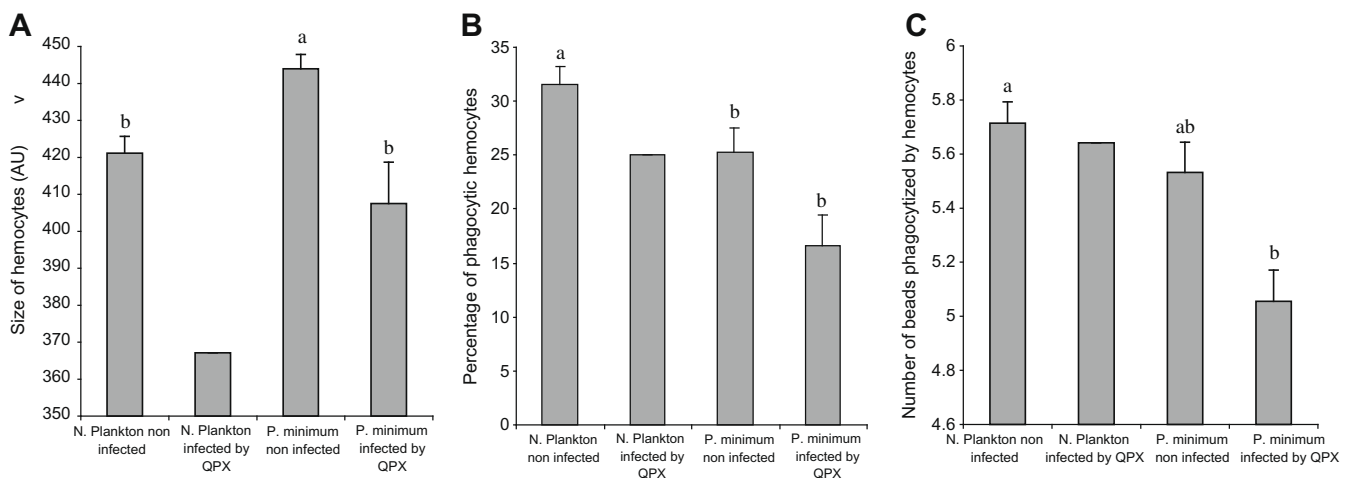 A
Size of hemocytes (AU) v
450
440
430
420
410
400
390
380
370
360
350
b
a
b
N. Plankton non
infected
N. Plankton
infected by
QPX
P. minimum
non infected
P. minimum
infected by
QPX
B
Percentage of phagocytic hemocytes
35
30
25
20
15
10
5
0
a
b
b
N. Plankton
non infected
N. Plankton
infected by QPX
P. minimum
non infected
P. minimum
infected by
QPX
C
Number of beads phagocytized by hemocytes
6
5.8
5.6
5.4
5.2
5
4.8
4.6
a
ab
b
N. Plankton non
infected
N. Plankton
infected by QPX
P. minimum
non infected
P. minimum
infected by QPX